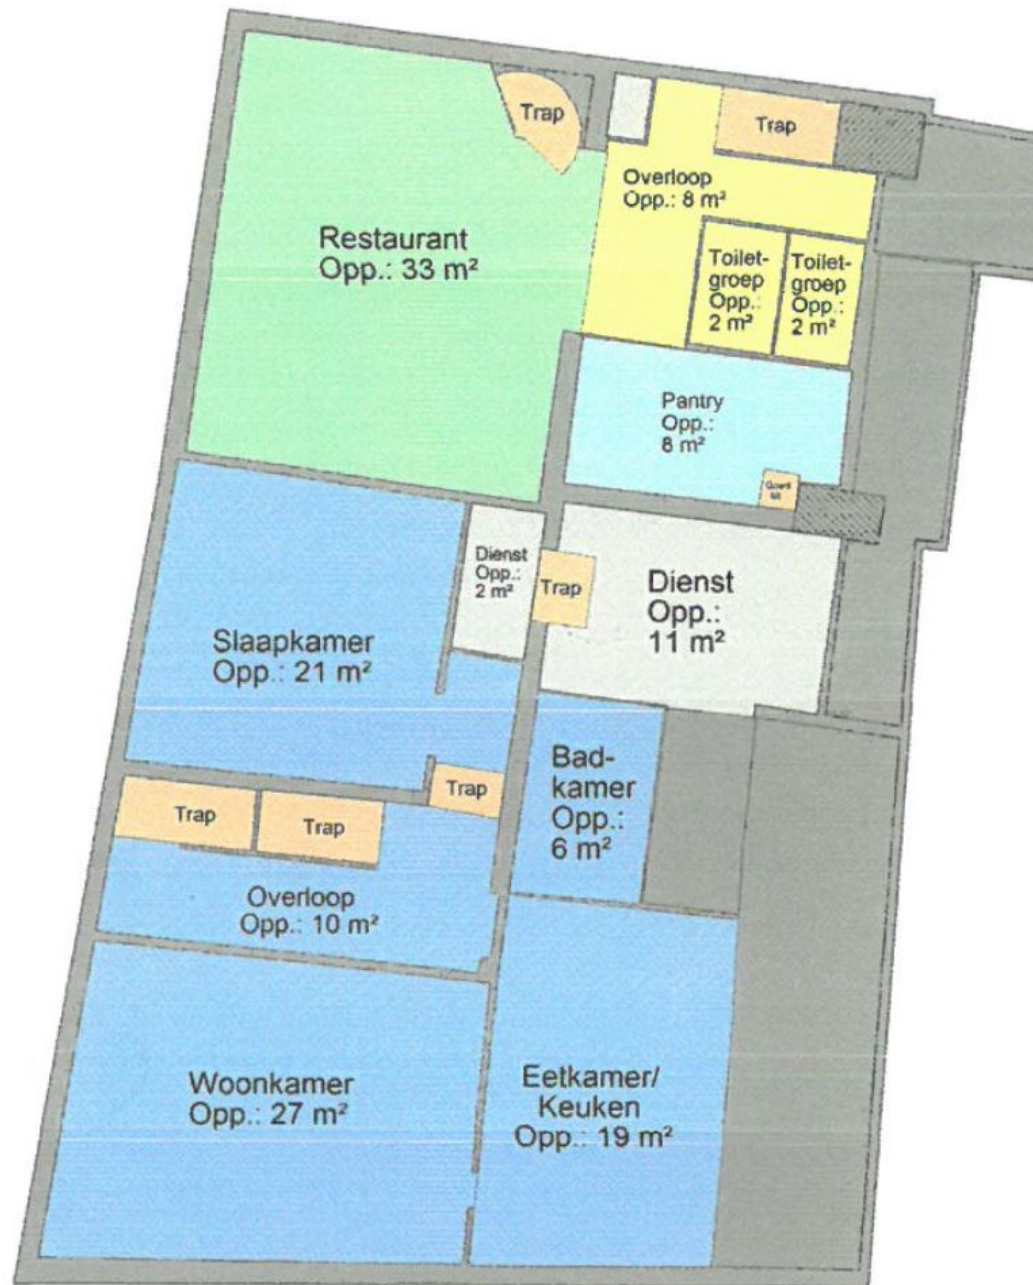 Trap
Trap
Overloop
Opp.: 8 m²
Restaurant
Opp.: 33 m²
Toilet-
groep
Opp.:
2 m²
Toilet-
groep
Opp.:
2 m²
Pantry
Opp.:
8 m²
Dienst
Opp.:
2 m²
Trap
Dienst
Opp.:
11 m²
Slaapkamer
Opp.: 21 m²
Bad-
kamer
Opp.:
6 m²
Trap
Trap
Trap
Overloop
Opp.: 10 m²
Woonkamer
Opp.: 27 m²
Eetkamer/
Keuken
Opp.: 19 m²